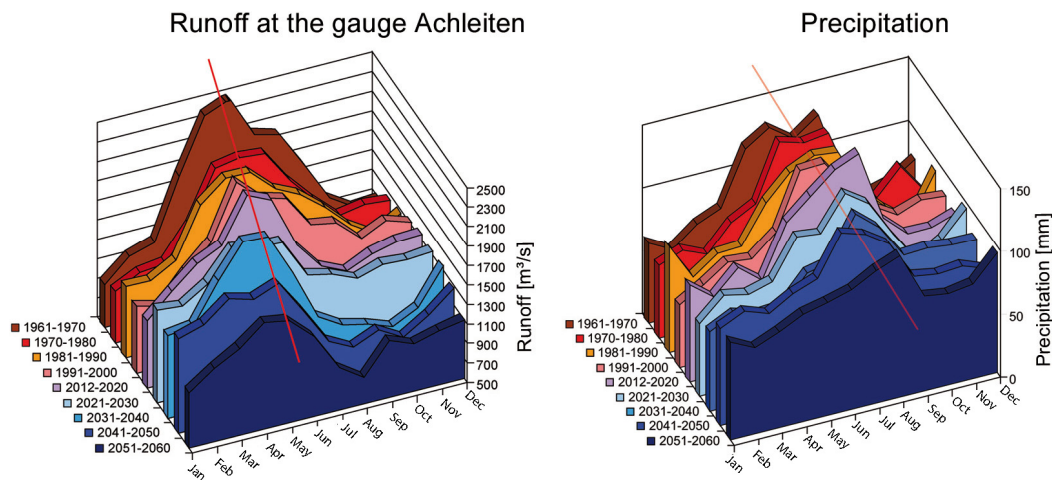 Runoff at the gauge Achleiten
2500
2300
2100
1900
1700
1500
1300
1100
900
700
500
Runoff [m³/s]
1961-1970
1970-1980
1981-1990
1991-2000
2012-2020
2021-2030
2031-2040
2041-2050
2051-2060
Jan
Feb
Mar
Apr
May
Jun
Jul
Aug
Sep
Oct
Nov
Dec
Precipitation
150
100
50
0
Precipitation [mm]
1961-1970
1970-1980
1981-1990
1991-2000
2012-2020
2021-2030
2031-2040
2041-2050
2051-2060
Jan
Feb
Mar
Apr
May
Jun
Jul
Aug
Sep
Oct
Nov
Dec